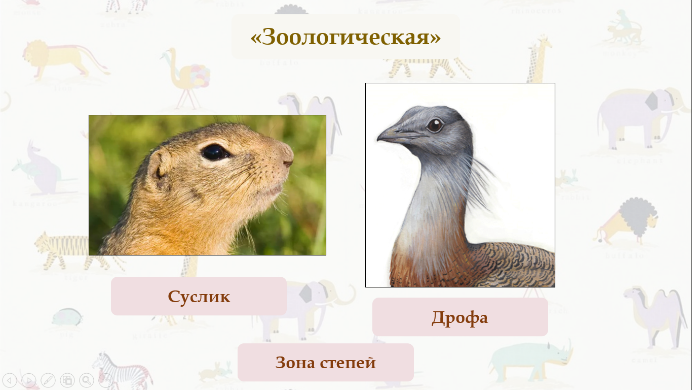 «Зоологическая»
Суслик
Дрофа
Зона степей